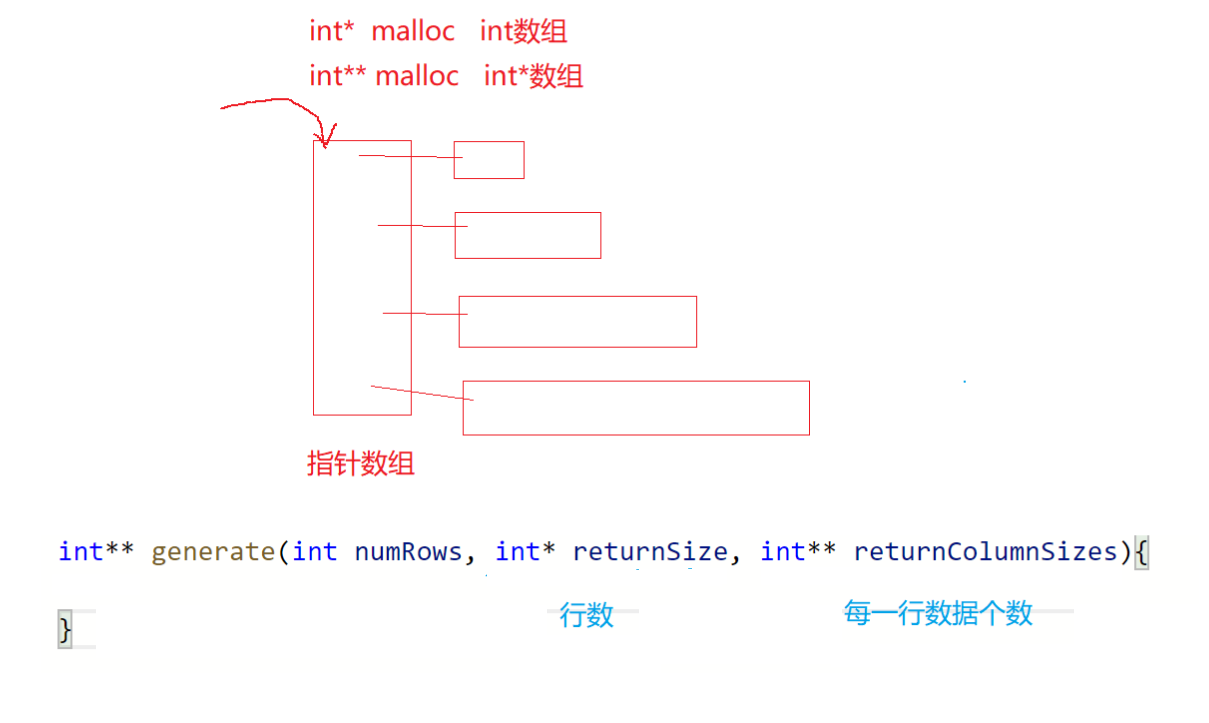 int* malloc int数组
int** malloc int*数组
指针数组
int** generate(int numRows, int* returnSize, int** returnColumnSizes){
行数 每一行数据个数
}